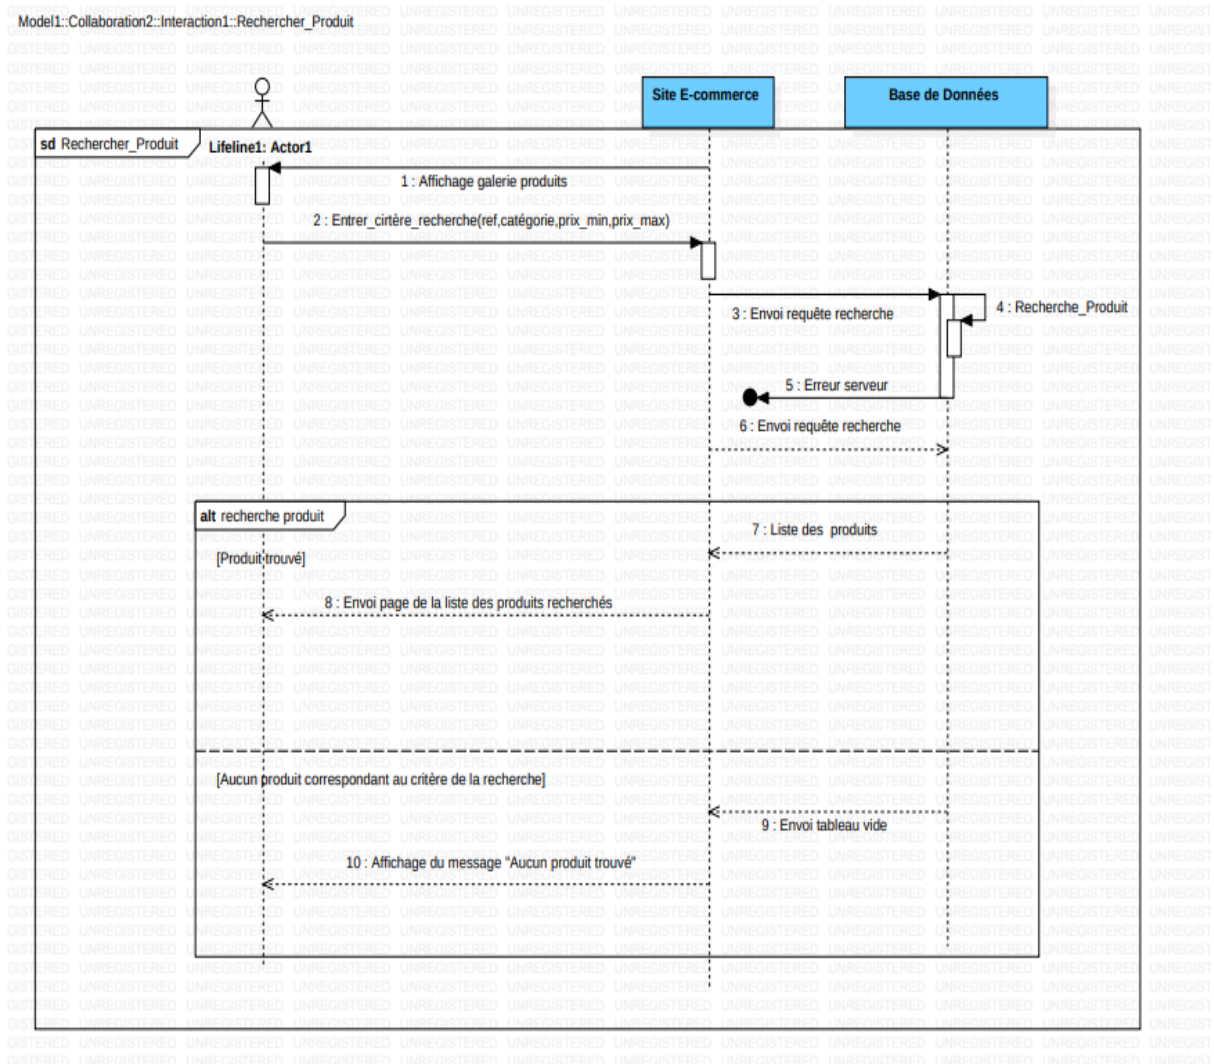 Model1::Collaboration2::Interaction1::Rechercher_Produit
Site E-commerce
Base de Données
sd Rechercher_Produit
Lifeline1: Actor1
1 : Affichage galerie produits
2 : Entrer_cirtère_recherche(ref,catégorie,prix_min,prix_max)
3 : Envoi requête recherche
4 : Recherche_Produit
5 : Erreur serveur
6 : Envoi requête recherche
alt recherche produit
7 : Liste des produits
[Produit trouvé]
8 : Envoi page de la liste des produits recherchés
[Aucun produit correspondant au critère de la recherche]
9 : Envoi tableau vide
10 : Affichage du message "Aucun produit trouvé"
UNREGISTERED